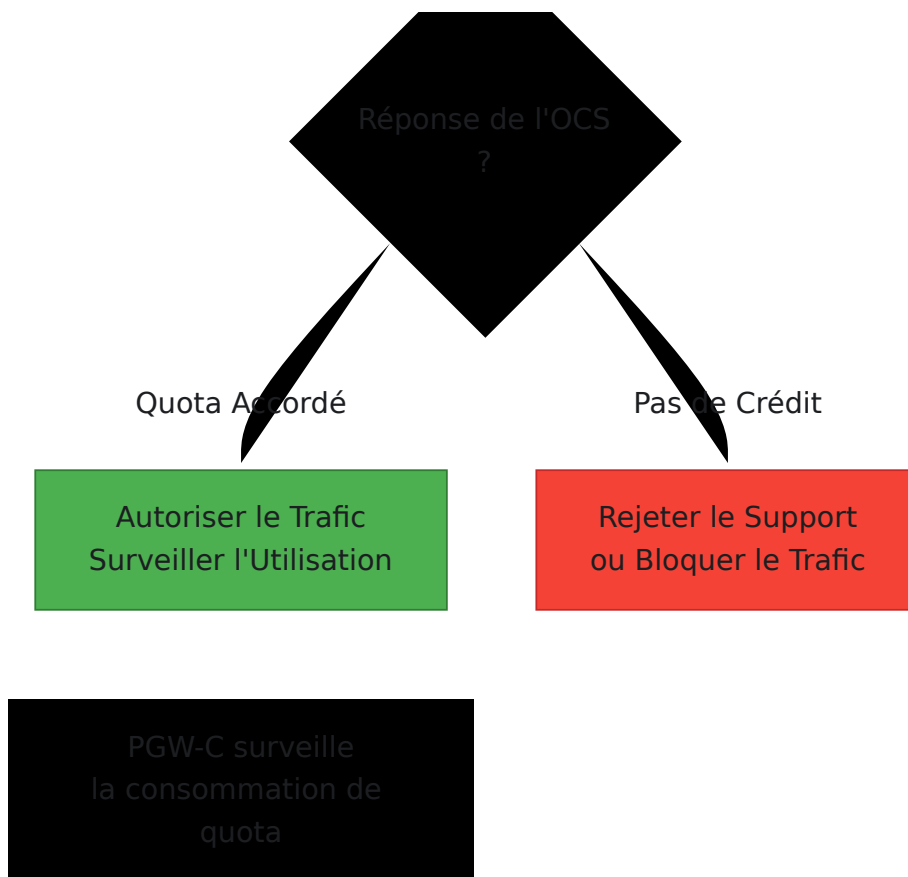 Réponse de l'OCS
?
Quota Accordé
Pas de Crédit
Autoriser le Trafic
Surveiller l'Utilisation
Rejeter le Support
ou Bloquer le Trafic
PGW-C surveille
la consommation de
quota